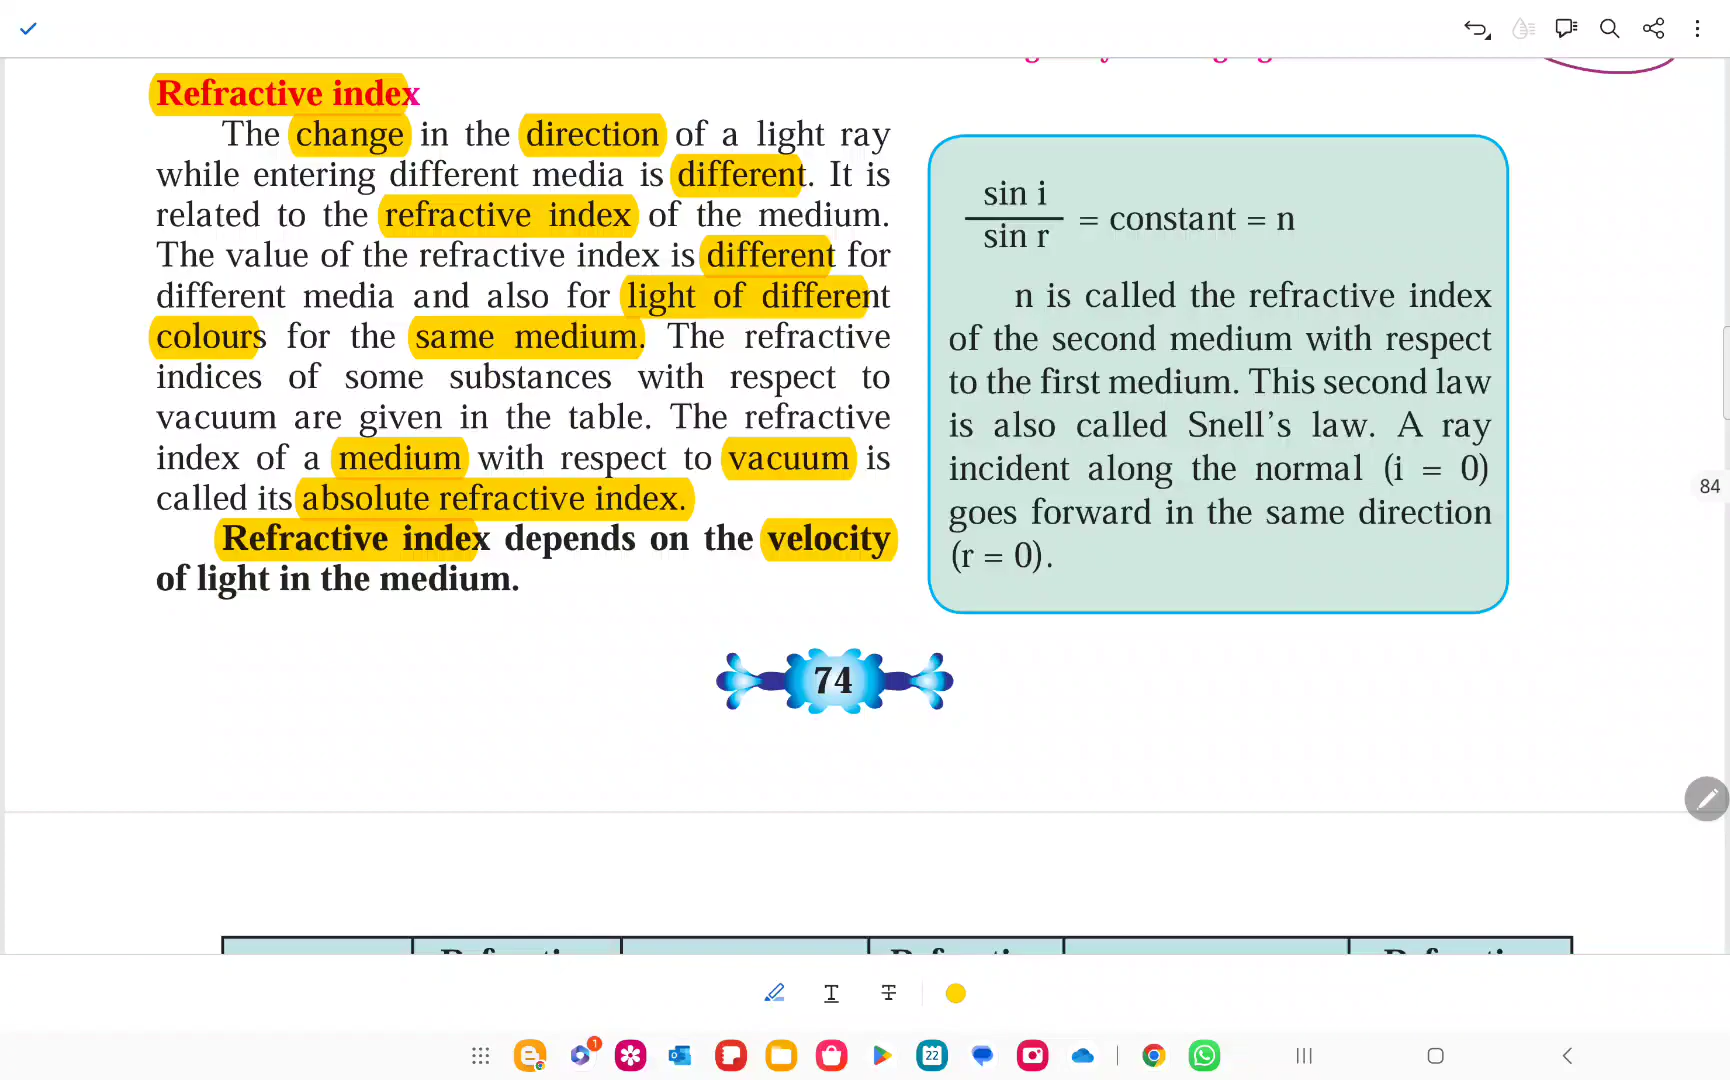 Refractive index
The change in the direction of a light ray
while entering different media is different. It is
related to the refractive index of the medium.
The value of the refractive index is different for
different media and also for light of different
colours for the same medium. The refractive
indices of some substances with respect to
vacuum are given in the table. The refractive
index of a medium with respect to vacuum is
called its absolute refractive index.
Refractive index depends on the velocity
of light in the medium.
sin i
sin r
= constant = n
n is called the refractive index
of the second medium with respect
to the first medium. This second law
is also called Snell's law. A ray
incident along the normal (i = 0)
goes forward in the same direction
(r = 0).
84
74
T
T
1
22